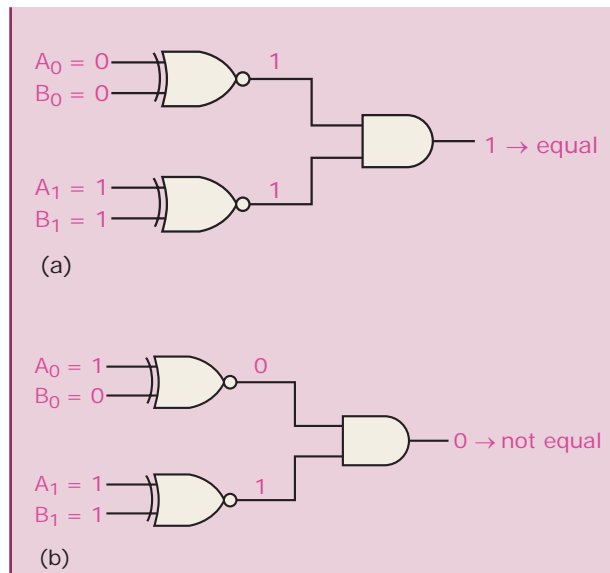 A0 = 0
B0 = 0
1
A1 = 1
B1 = 1
1
1 → equal
(a)
A0 = 1
B0 = 0
0
A1 = 1
B1 = 1
1
0 → not equal
(b)